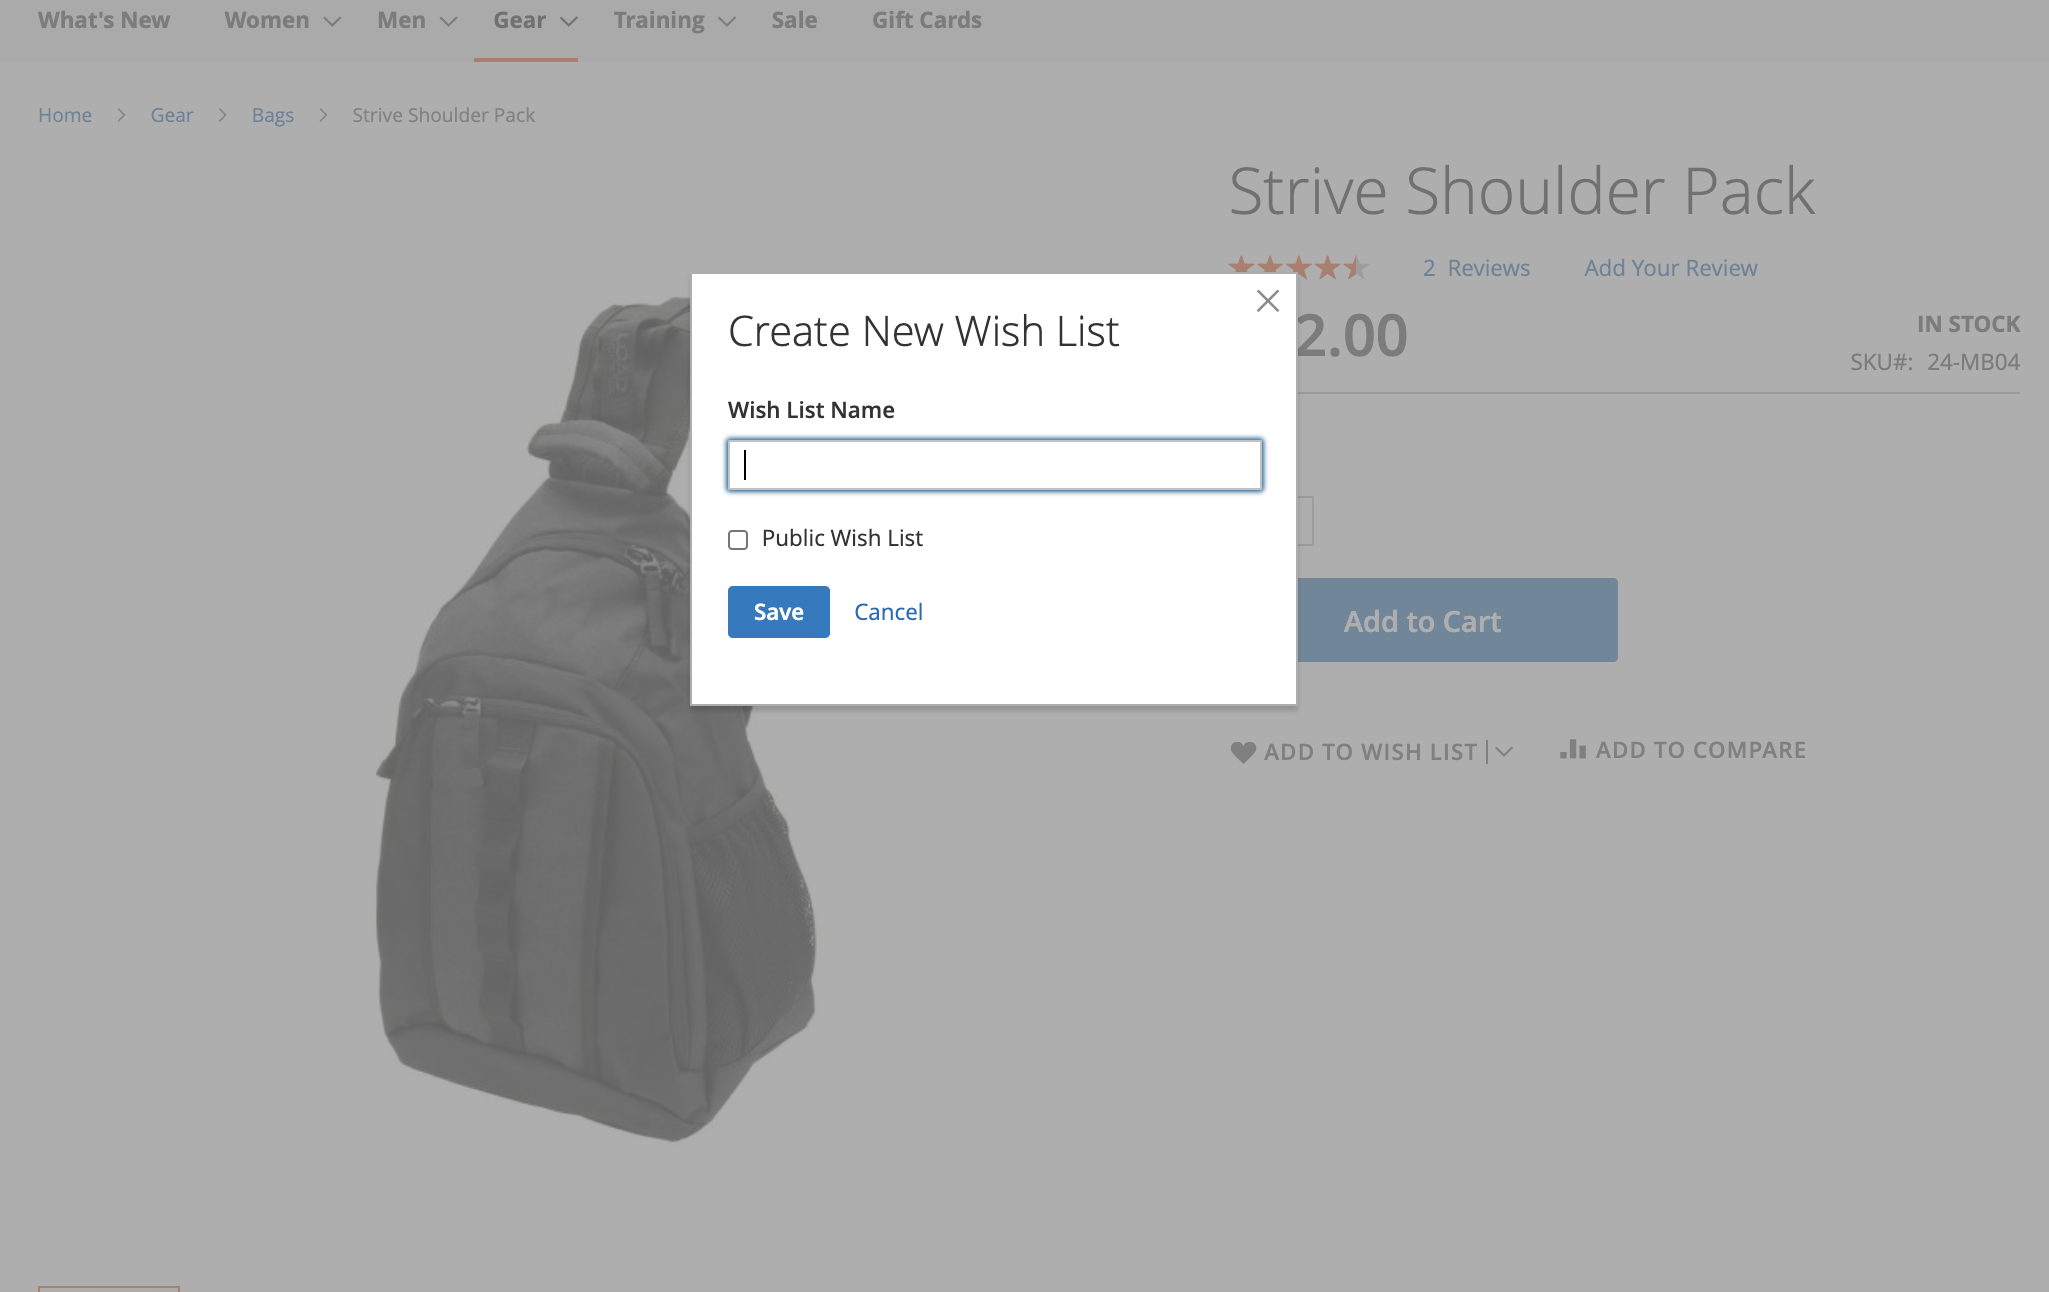 What's New Women Men Gear Training Sale Gift Cards
Home > Gear > Bags > Strive Shoulder Pack
Strive Shoulder Pack
2 Reviews Add Your Review
2.00
IN STOCK
SKU#: 24-MB04
Create New Wish List
Wish List Name
Public Wish List
Save Cancel
Add to Cart
ADD TO WISH LIST
ADD TO COMPARE